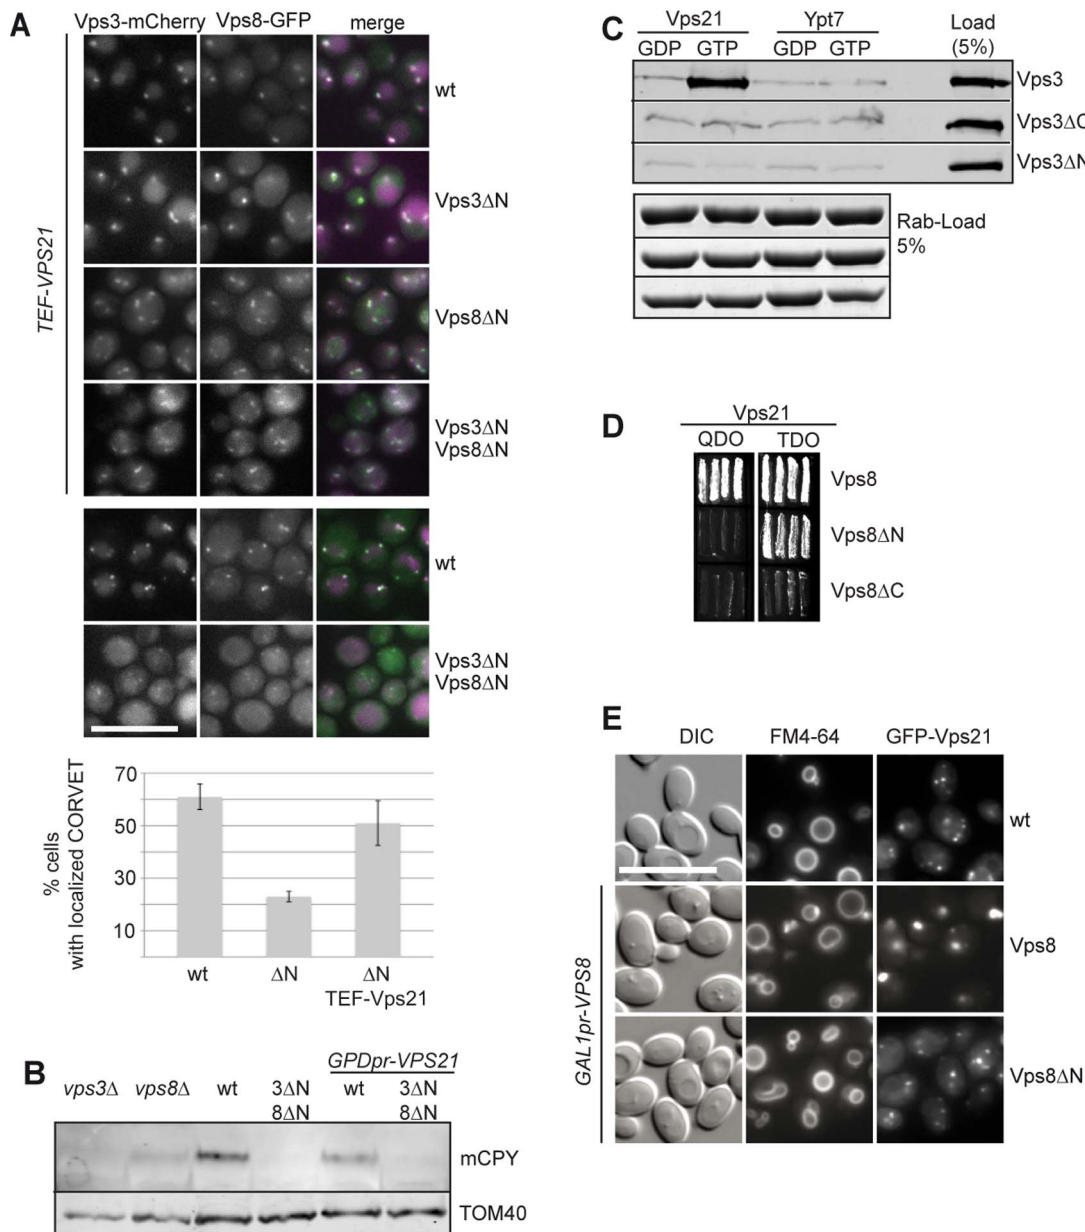 A
Vps3-mCherry Vps8-GFP merge
TEF-VPS21
wt
Vps3ΔN
Vps8ΔN
Vps3ΔN
Vps8ΔN
wt
Vps3ΔN
Vps8ΔN
% cells
with localized CORVET
70
50
30
10
wt ΔN ΔN
TEF-Vps21
B
GPDpr-VPS21
vps3Δ vps8Δ wt 3ΔN wt 3ΔN
8ΔN 8ΔN
mCPY
TOM40
C
Vps21 Ypt7 Load
GDP GTP GDP GTP (5%)
Vps3
Vps3ΔC
Vps3ΔN
Rab-Load
5%
D
Vps21
QDO TDO
Vps8
Vps8ΔN
Vps8ΔC
E
DIC FM4-64 GFP-Vps21
wt
GAL1pr-VPS8
Vps8
Vps8ΔN